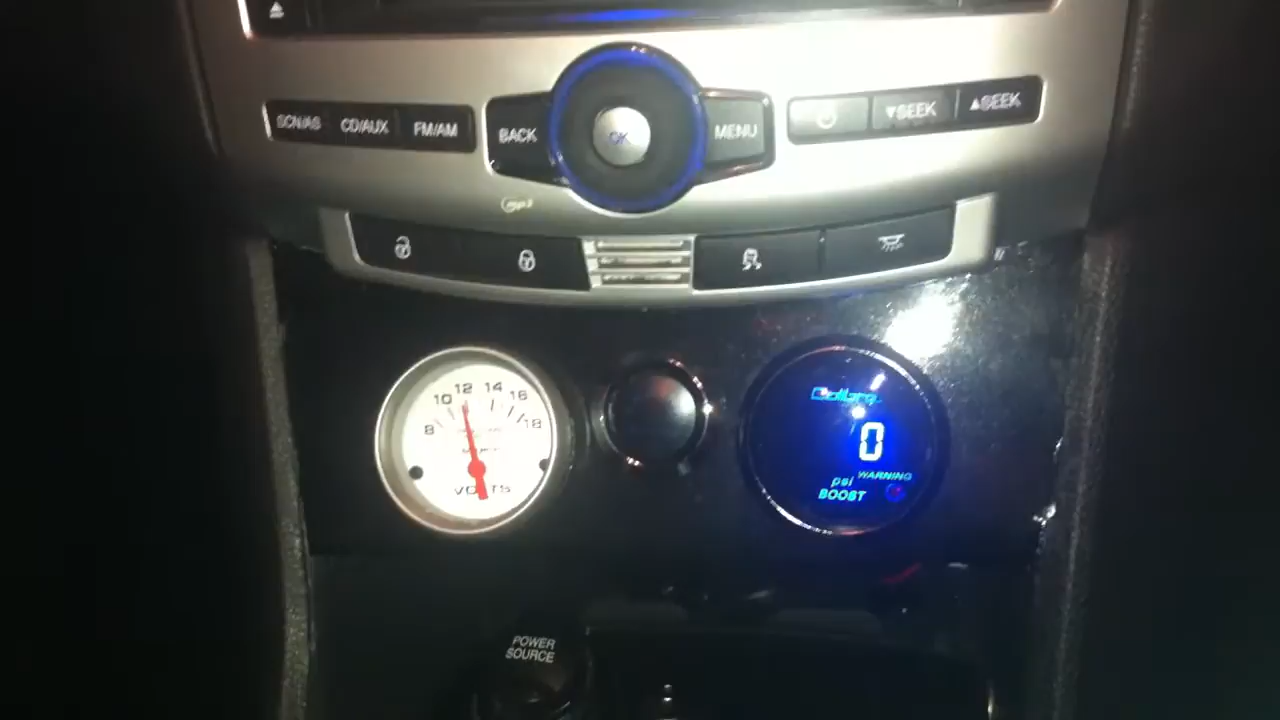 SCN/AS CD/AUX FM/AM BACK OK MENU ▼SEEK ▲SEEK
8 10 12 14 16 18
VOLTS
0
WARNING
psi
BOOST
POWER
SOURCE